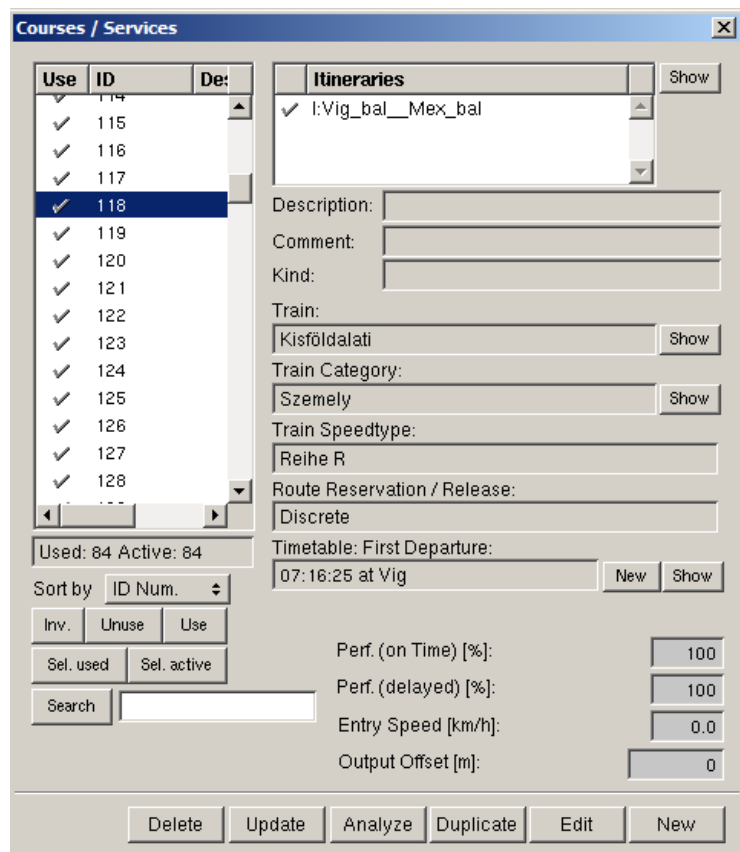 Courses / Services
Use ID Des
114
115
116
117
118
119
120
121
122
123
124
125
126
127
128
Used: 84 Active: 84
Sort by ID Num.
Inv. Unuse Use
Sel. used Sel. active
Search
Itineraries Show
I:Vig_bal__Mex_bal
Description:
Comment:
Kind:
Train:
Kisföldalati Show
Train Category:
Szemely Show
Train Speedtype:
Reihe R
Route Reservation / Release:
Discrete
Timetable: First Departure:
07:16:25 at Vig New Show
Perf. (on Time) [%]: 100
Perf. (delayed) [%]: 100
Entry Speed [km/h]: 0.0
Output Offset [m]: 0
Delete Update Analyze Duplicate Edit New